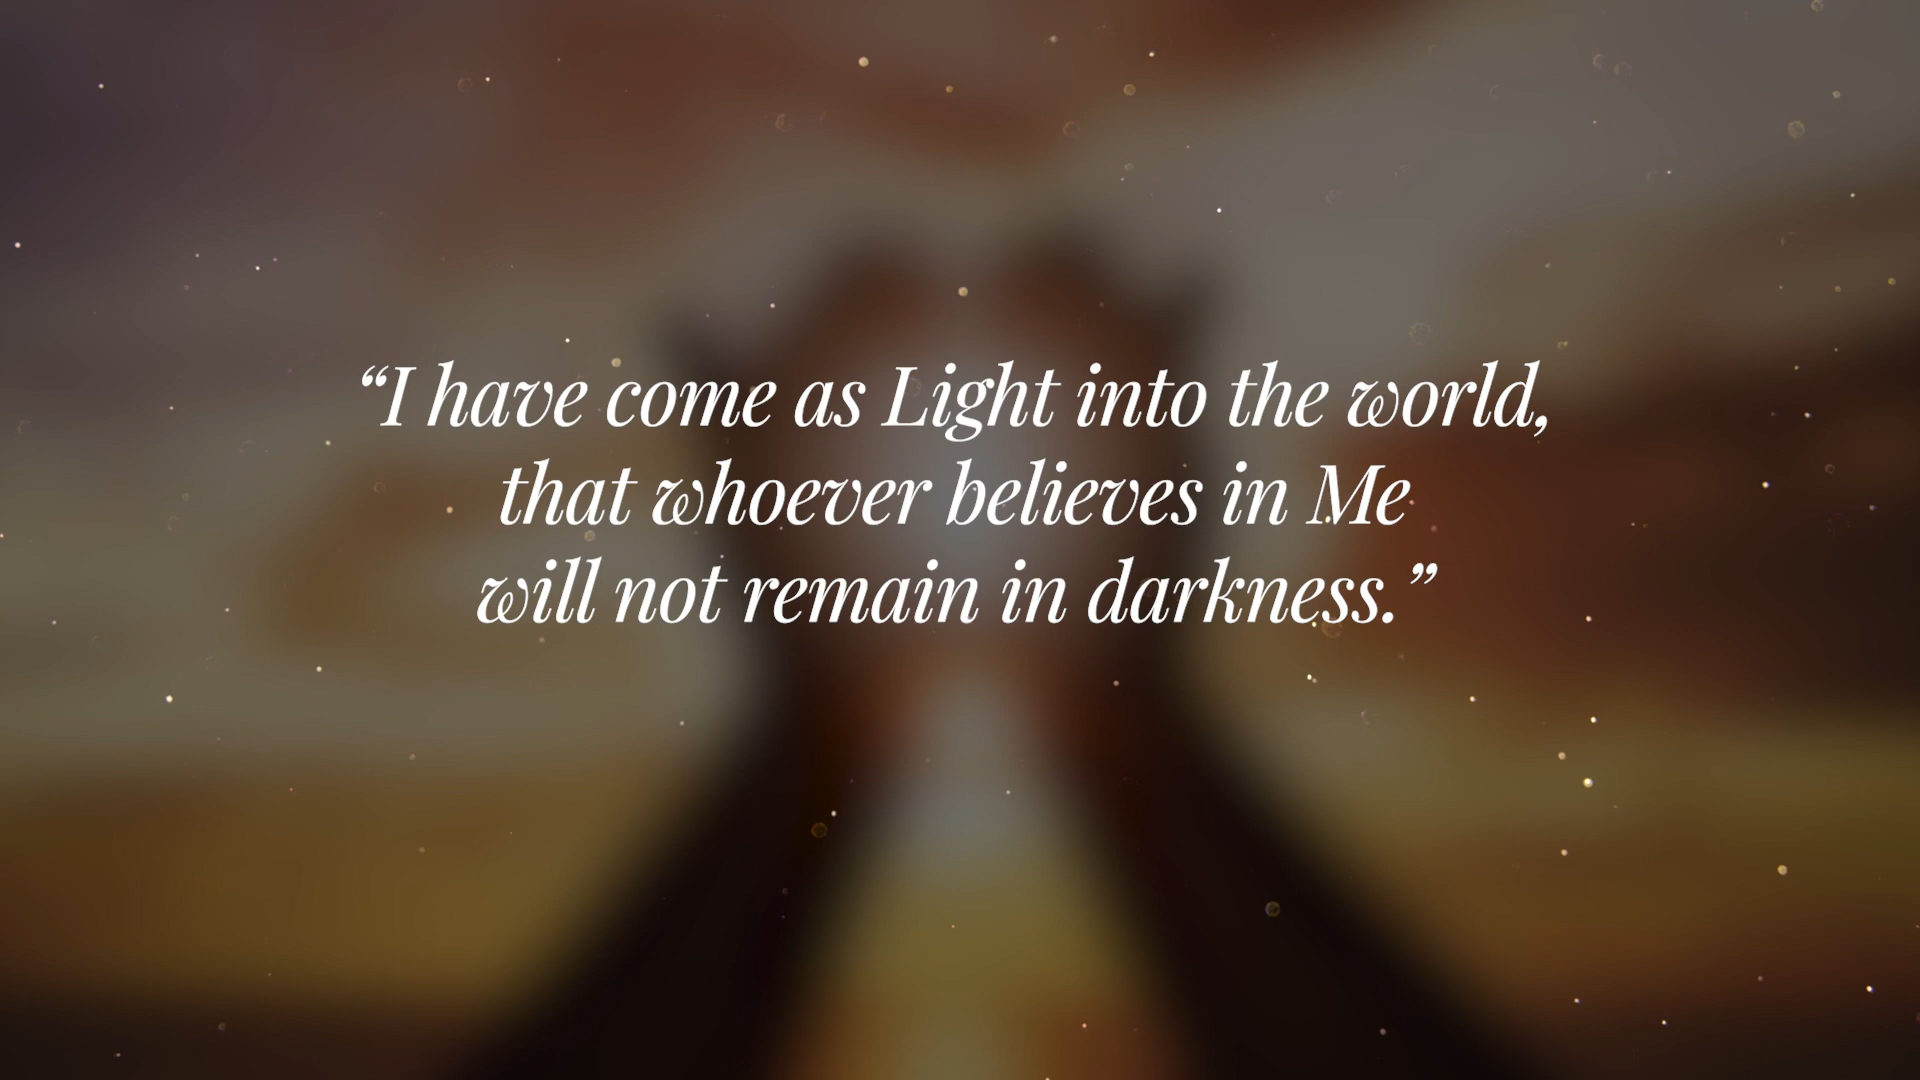 “I have come as Light into the world,
that whoever believes in Me
will not remain in darkness.”